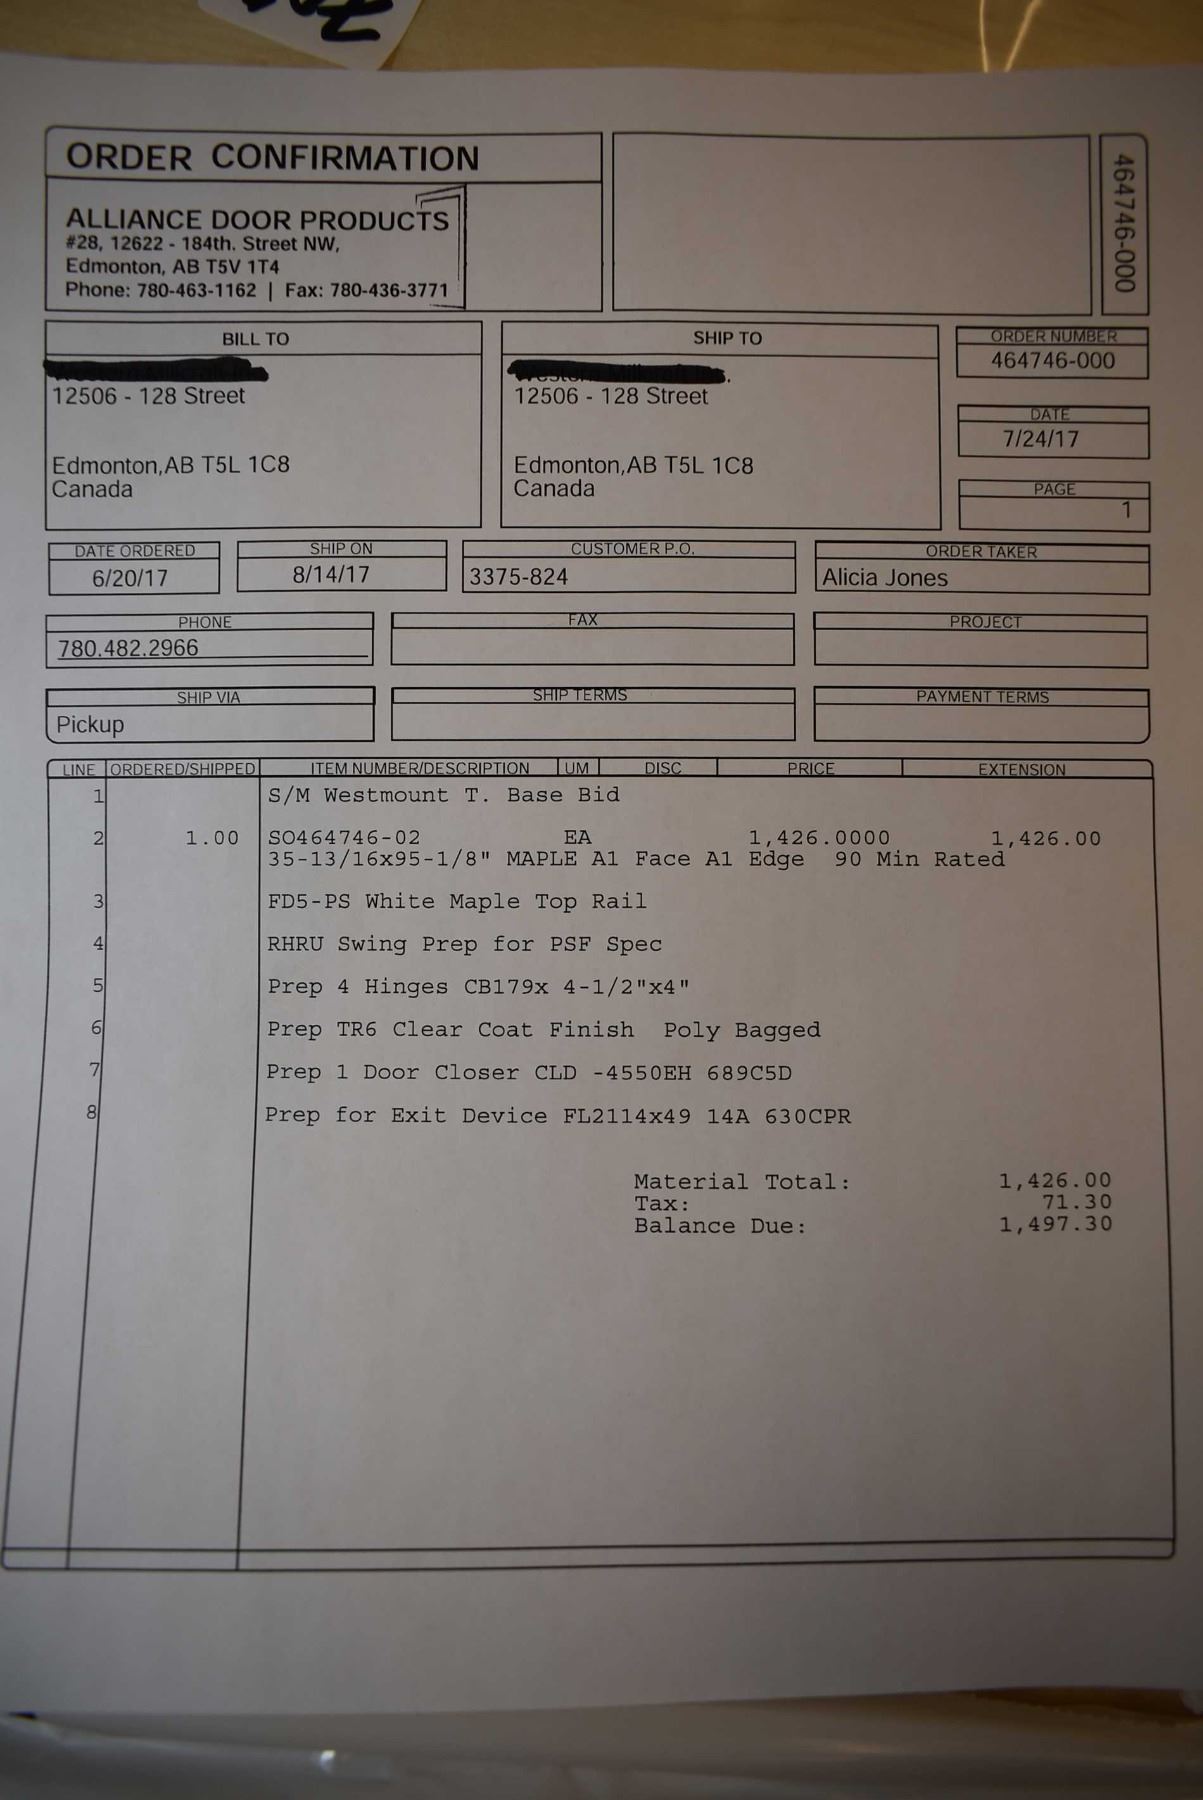 ORDER CONFIRMATION
ALLIANCE DOOR PRODUCTS
#28, 12622 - 184th. Street NW,
Edmonton, AB T5V 1T4
Phone: 780-463-1162 | Fax: 780-436-3771
464746-000
BILL TO
12506 - 128 Street
Edmonton,AB T5L 1C8
Canada
SHIP TO
12506 - 128 Street
Edmonton,AB T5L 1C8
Canada
ORDER NUMBER
464746-000
DATE
7/24/17
PAGE
1
DATE ORDERED
6/20/17
SHIP ON
8/14/17
CUSTOMER P.O.
3375-824
ORDER TAKER
Alicia Jones
PHONE
780.482.2966
FAX
PROJECT
SHIP VIA
Pickup
SHIP TERMS
PAYMENT TERMS
LINE ORDERED/SHIPPED ITEM NUMBER/DESCRIPTION UM DISC PRICE EXTENSION
1 S/M Westmount T. Base Bid
2 1.00 SO464746-02 EA 1,426.0000 1,426.00
35-13/16x95-1/8" MAPLE A1 Face A1 Edge 90 Min Rated
3 FD5-PS White Maple Top Rail
4 RHRU Swing Prep for PSF Spec
5 Prep 4 Hinges CB179x 4-1/2"x4"
6 Prep TR6 Clear Coat Finish Poly Bagged
7 Prep 1 Door Closer CLD -4550EH 689C5D
8 Prep for Exit Device FL2114x49 14A 630CPR
Material Total: 1,426.00
Tax: 71.30
Balance Due: 1,497.30